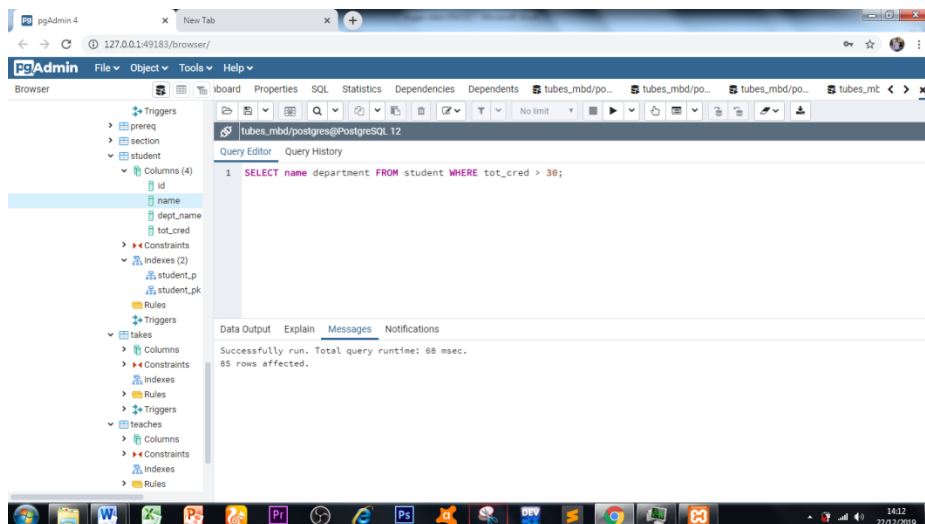 pgAdmin 4
New Tab
127.0.0.1:49183/browser/
pgAdmin File Object Tools Help
Browser
board Properties SQL Statistics Dependencies Dependents tubes_mbd/po... tubes_mbd/po... tubes_mbd/po... tubes_mb
Triggers
prereq
section
student
Columns (4)
id
name
dept_name
tot_cred
Constraints
Indexes (2)
student_p
student_pk
Rules
Triggers
takes
Columns
Constraints
Indexes
Rules
Triggers
teaches
Columns
Constraints
Indexes
Rules
No limit
tubes_mbd/postgres@PostgreSQL 12
Query Editor Query History
1 SELECT name department FROM student WHERE tot_cred > 30;
Data Output Explain Messages Notifications
Successfully run. Total query runtime: 68 msec.
85 rows affected.
14:12
22/12/2019